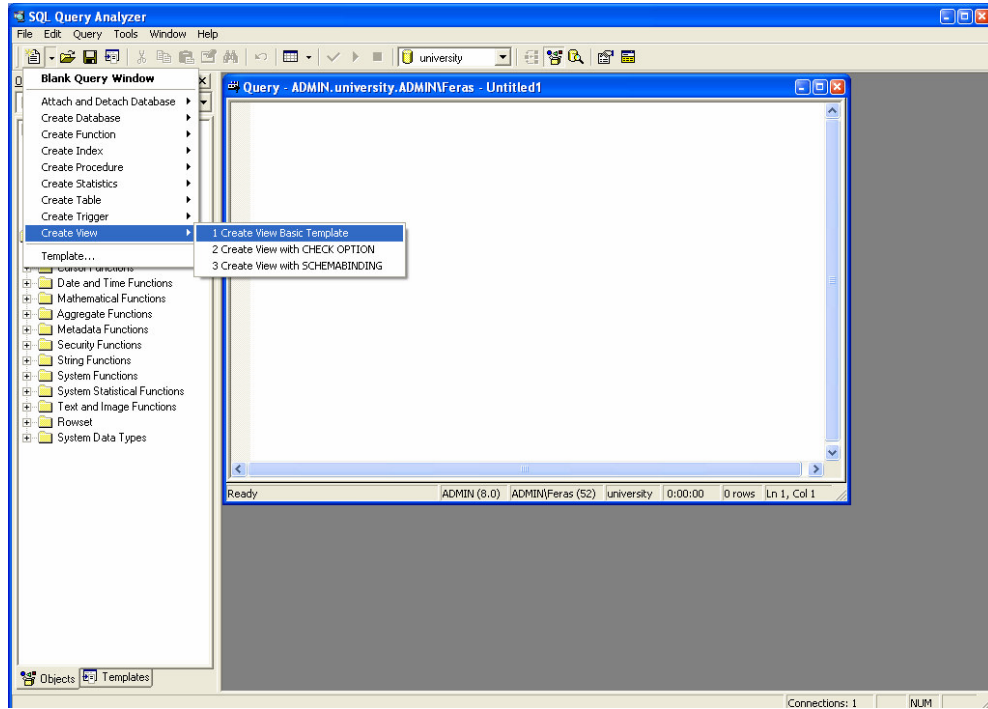 SQL Query Analyzer
File Edit Query Tools Window Help
university
Blank Query Window
Attach and Detach Database
Create Database
Create Function
Create Index
Create Procedure
Create Statistics
Create Table
Create Trigger
Create View
Template...
1 Create View Basic Template
2 Create View with CHECK OPTION
3 Create View with SCHEMABINDING
Cursor Functions
Date and Time Functions
Mathematical Functions
Aggregate Functions
Metadata Functions
Security Functions
String Functions
System Functions
System Statistical Functions
Text and Image Functions
Rowset
System Data Types
Objects Templates
Query - ADMIN.university.ADMIN\Feras - Untitled1
Ready ADMIN (8.0) ADMIN\Feras (52) university 0:00:00 0 rows Ln 1, Col 1
Connections: 1 NUM